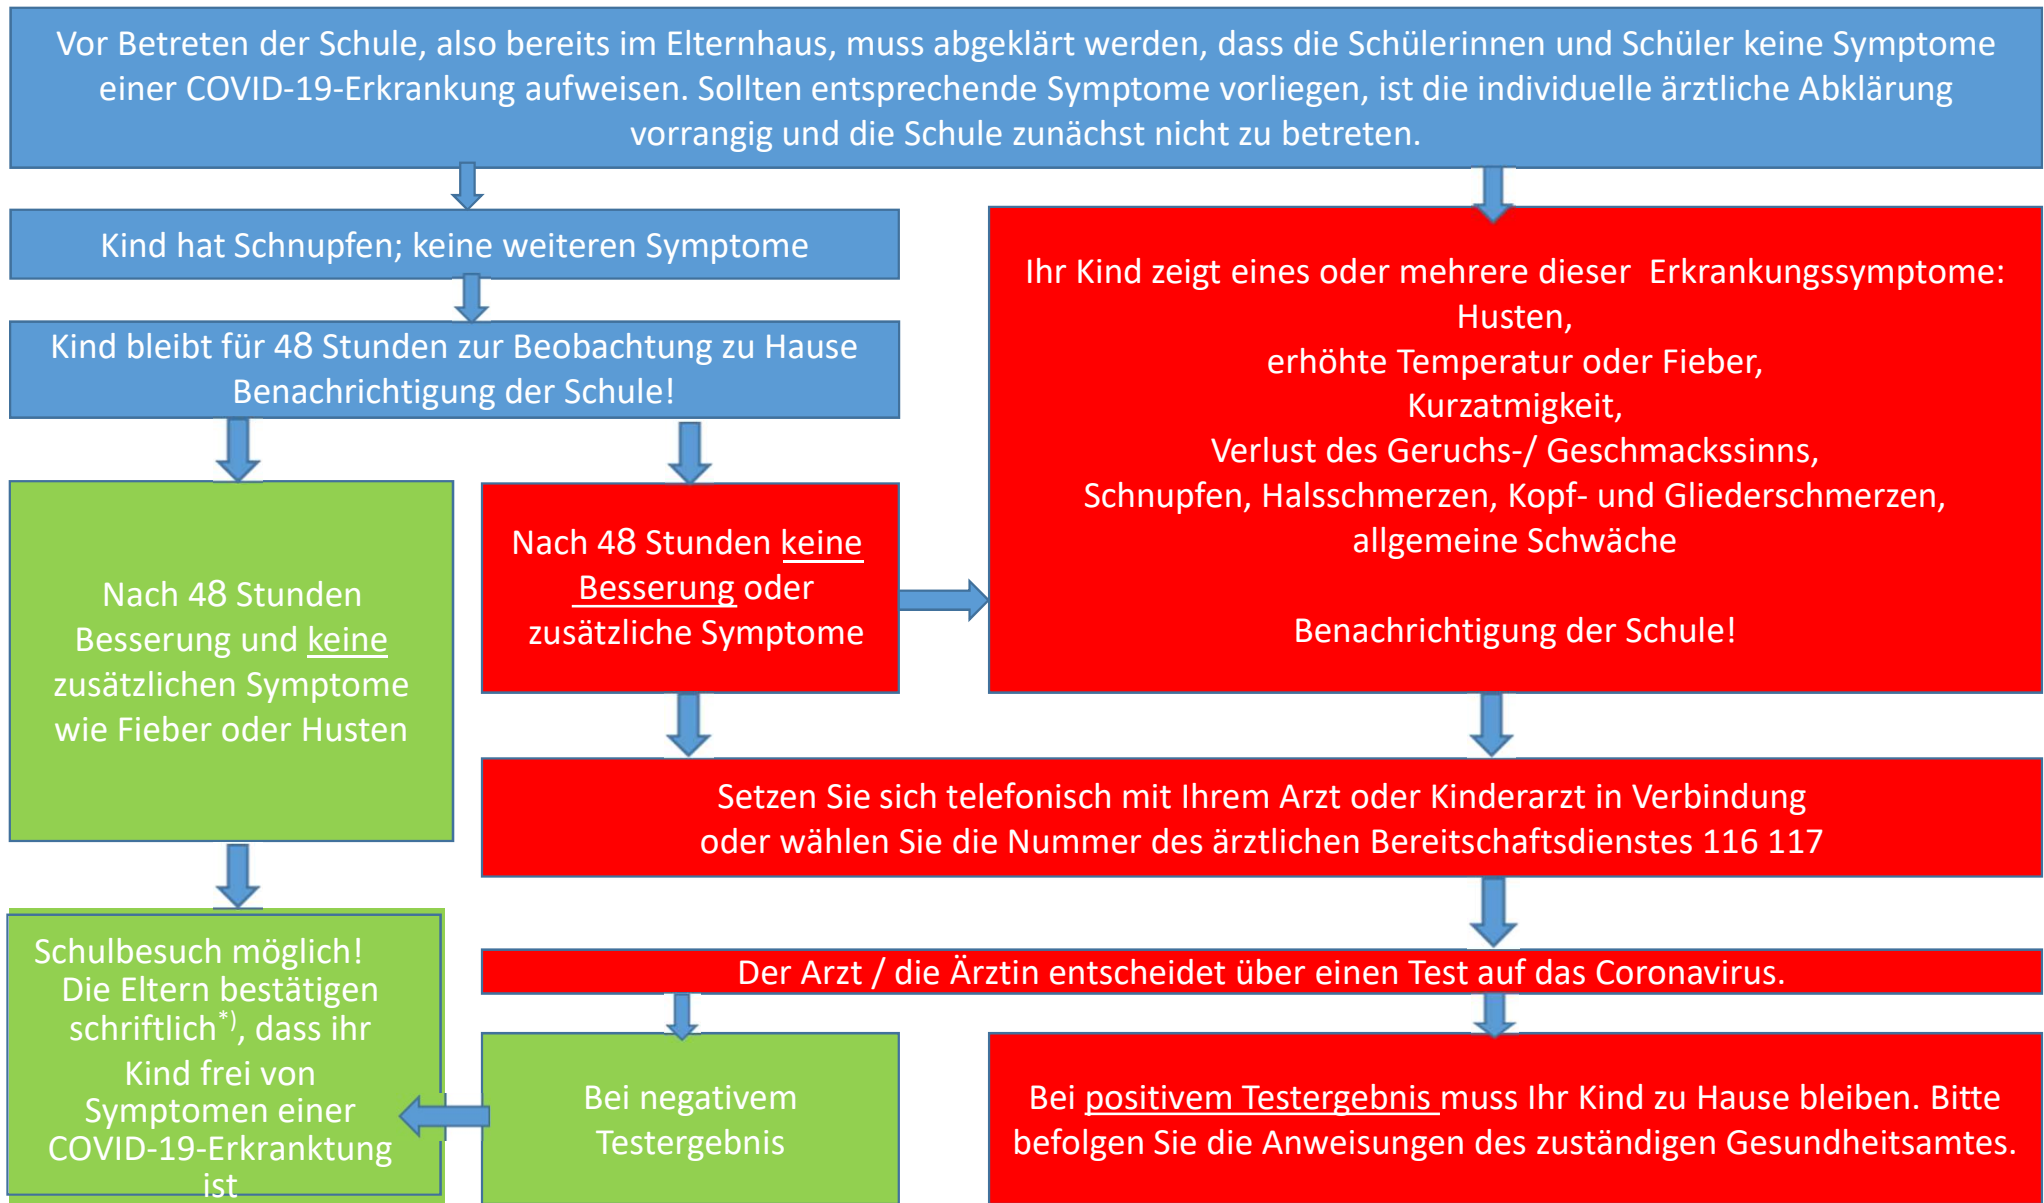 Vor Betreten der Schule, also bereits im Elternhaus, muss abgeklärt werden, dass die Schülerinnen und Schüler keine Symptome
einer COVID-19-Erkrankung aufweisen. Sollten entsprechende Symptome vorliegen, ist die individuelle ärztliche Abklärung
vorrangig und die Schule zunächst nicht zu betreten.
Kind hat Schnupfen; keine weiteren Symptome
Kind bleibt für 48 Stunden zur Beobachtung zu Hause
Benachrichtigung der Schule!
Ihr Kind zeigt eines oder mehrere dieser Erkrankungssymptome:
Husten,
erhöhte Temperatur oder Fieber,
Kurzatmigkeit,
Verlust des Geruchs-/ Geschmackssinns,
Schnupfen, Halsschmerzen, Kopf- und Gliederschmerzen,
allgemeine Schwäche
Benachrichtigung der Schule!
Nach 48 Stunden
Besserung und keine
zusätzlichen Symptome
wie Fieber oder Husten
Nach 48 Stunden keine
Besserung oder
zusätzliche Symptome
Setzen Sie sich telefonisch mit Ihrem Arzt oder Kinderarzt in Verbindung
oder wählen Sie die Nummer des ärztlichen Bereitschaftsdienstes 116 117
Der Arzt / die Ärztin entscheidet über einen Test auf das Coronavirus.
Schulbesuch möglich!
Die Eltern bestätigen
schriftlich*), dass ihr
Kind frei von
Symptomen einer
COVID-19-Erkranktung
ist
Bei negativem
Testergebnis
Bei positivem Testergebnis muss Ihr Kind zu Hause bleiben. Bitte
befolgen Sie die Anweisungen des zuständigen Gesundheitsamtes.